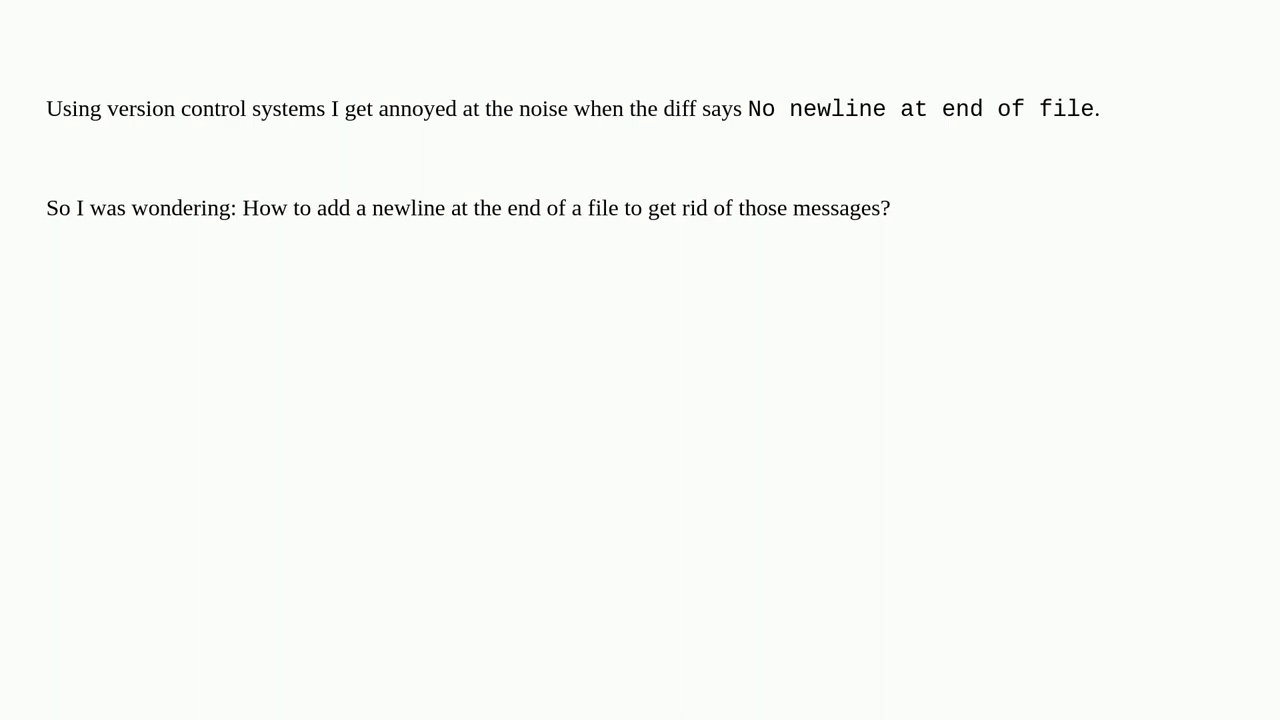 Using version control systems I get annoyed at the noise when the diff says No newline at end of file.
So I was wondering: How to add a newline at the end of a file to get rid of those messages?